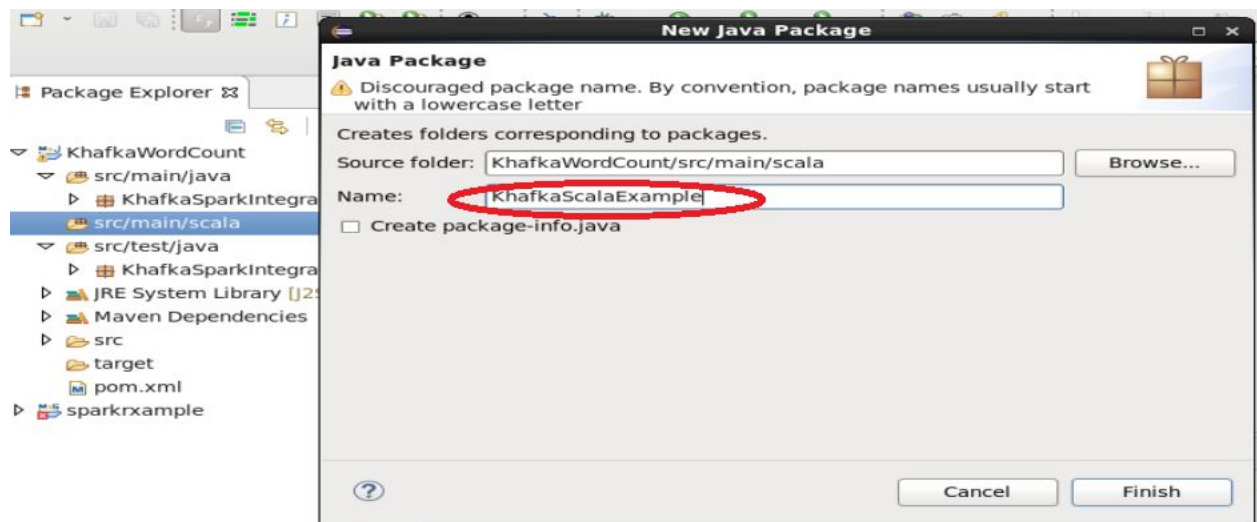 New Java Package
Java Package
Discouraged package name. By convention, package names usually start
with a lowercase letter
Package Explorer
Creates folders corresponding to packages.
KhafkaWordCount
Source folder: KhafkaWordCount/src/main/scala Browse...
src/main/java
KhafkaSparkIntegra
Name: KhafkaScalaExample
src/main/scala
Create package-info.java
src/test/java
KhafkaSparkIntegra
JRE System Library [J2
Maven Dependencies
src
target
pom.xml
sparkrxample
Cancel Finish